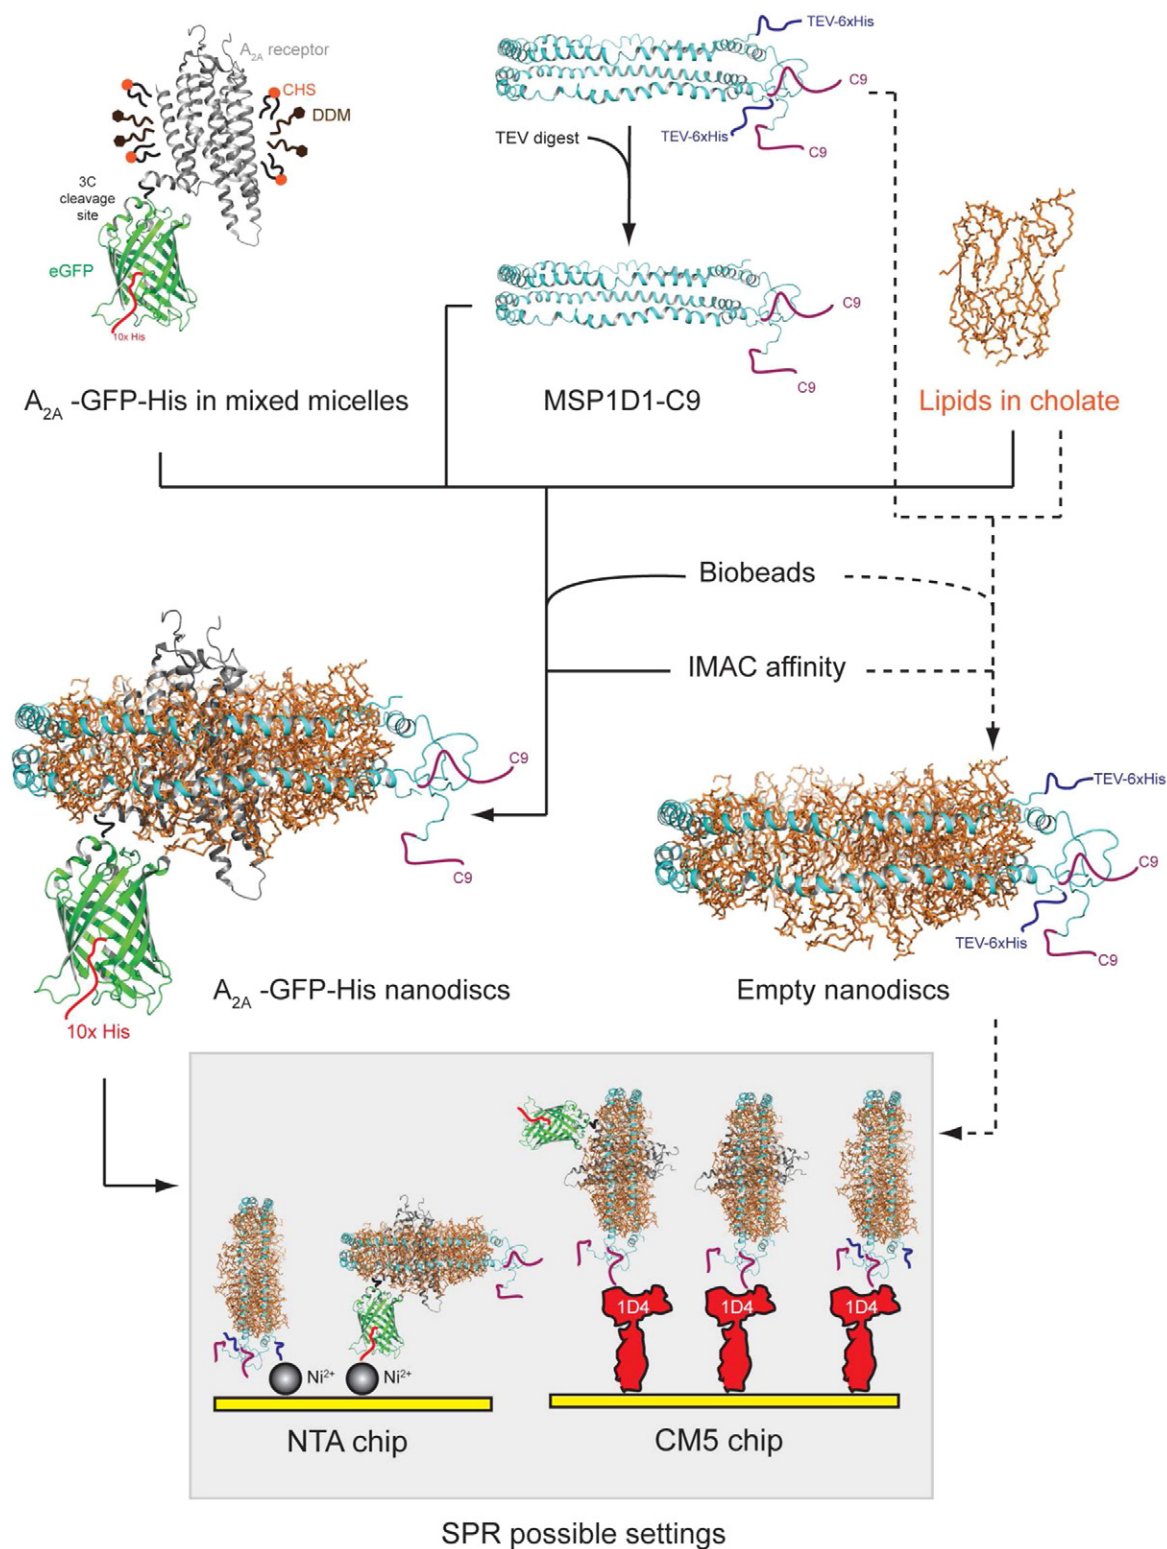 TEV-6xHis
A2A receptor
CHS
C9
DDM
TEV digest
TEV-6xHis
C9
3C
cleavage
site
eGFP
C9
10x His
C9
A2A -GFP-His in mixed micelles
MSP1D1-C9
Lipids in cholate
Biobeads
IMAC affinity
C9
TEV-6xHis
C9
C9
TEV-6xHis
C9
A2A -GFP-His nanodiscs
Empty nanodiscs
10x His
1D4
1D4
1D4
Ni2+
Ni2+
NTA chip
CM5 chip
SPR possible settings